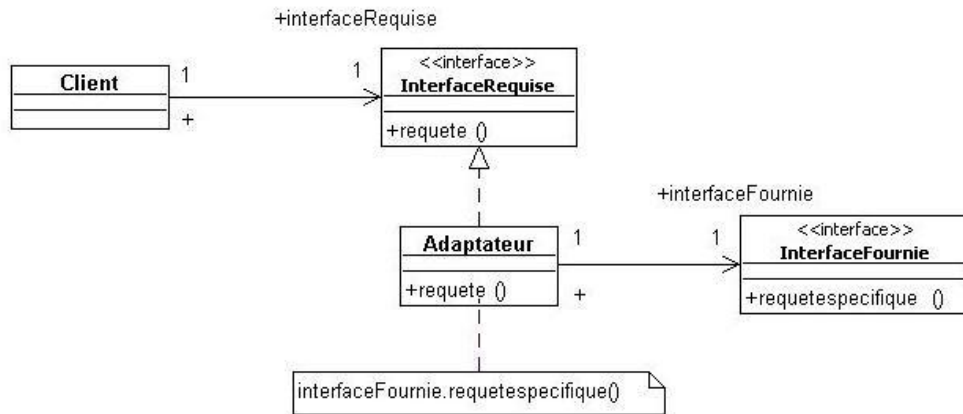 +interfaceRequise
Client
1
+
1
<<interface>>
InterfaceRequise
+requete ()
+interfaceFournie
Adaptateur
+requete ()
1
+
1
<<interface>>
InterfaceFournie
+requetespecifique ()
interfaceFournie.requetespecifique()